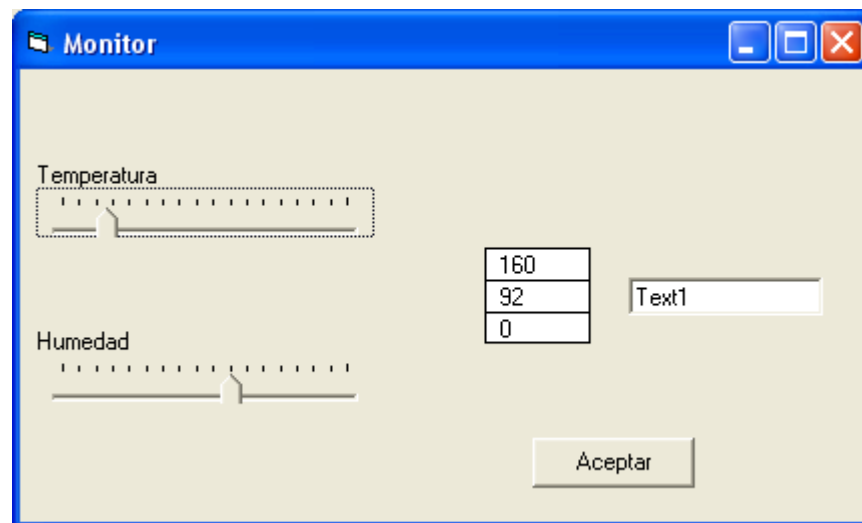 Monitor
Temperatura
160
92
Text1
0
Humedad
Aceptar